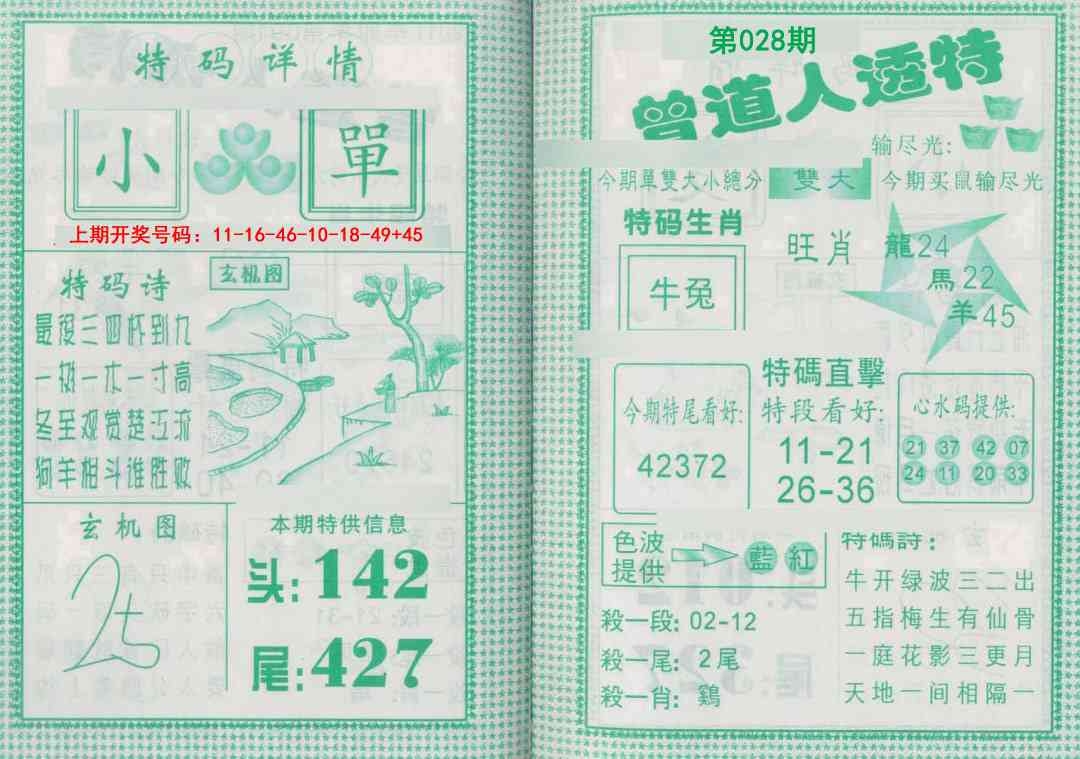 特码详情
小 單
上期开奖号码：11-16-46-10-18-49+45
特码诗
玄机图
最后三四杯到九
一物一木一寸高
冬至观赏楚江流
狗羊相斗谁胜败
玄机图
本期特供信息
头:142
尾:427
第028期
曾道人透特
输尽光:
今期單雙大小總分 雙大 今期买鼠输尽光
特码生肖
牛兔
旺肖
龍24
馬22
羊45
今期特尾看好:
42372
特碼直擊
特段看好:
11-21
26-36
心水码提供:
21 37 42 07
24 11 20 33
色波
提供
藍 紅
殺一段: 02-12
殺一尾: 2尾
殺一肖: 鷄
特碼詩:
牛开绿波三二出
五指梅生有仙骨
一庭花影三更月
天地一间相隔一